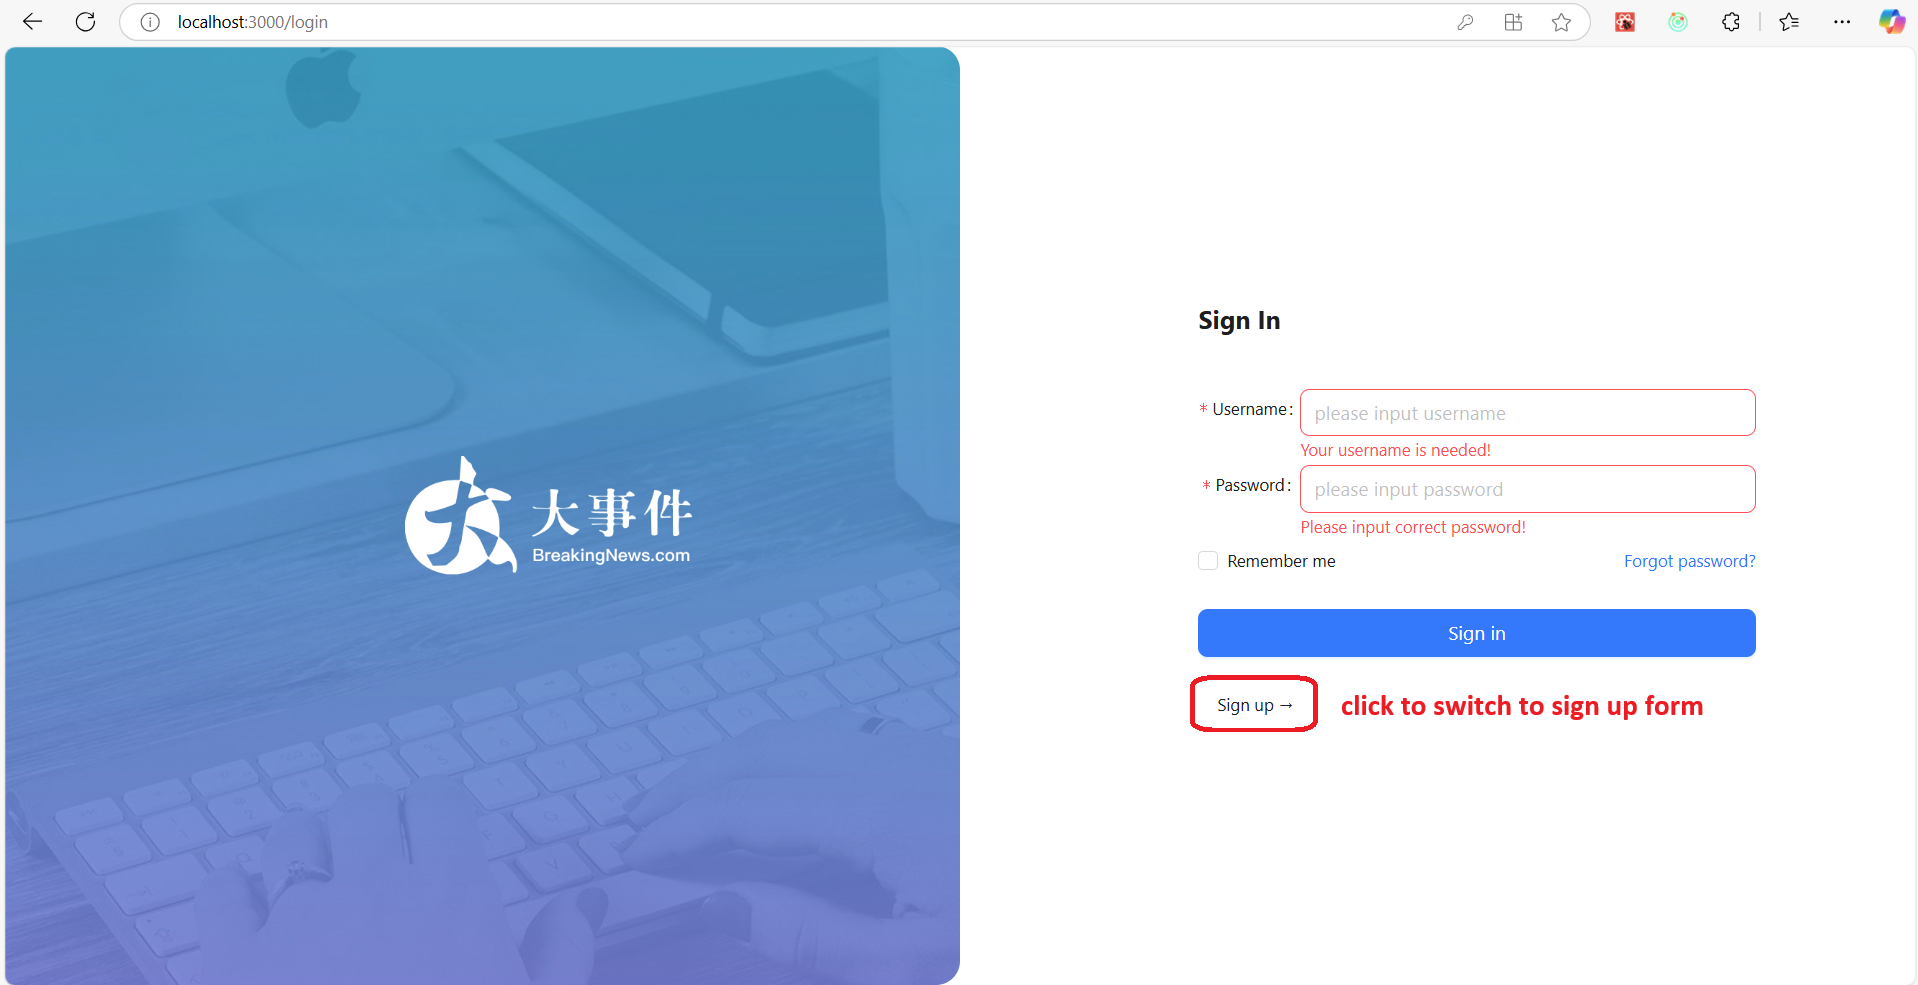 localhost:3000/login
大事件
BreakingNews.com
Sign In
* Username:
please input username
Your username is needed!
* Password:
please input password
Please input correct password!
Remember me
Forgot password?
Sign in
Sign up →
click to switch to sign up form